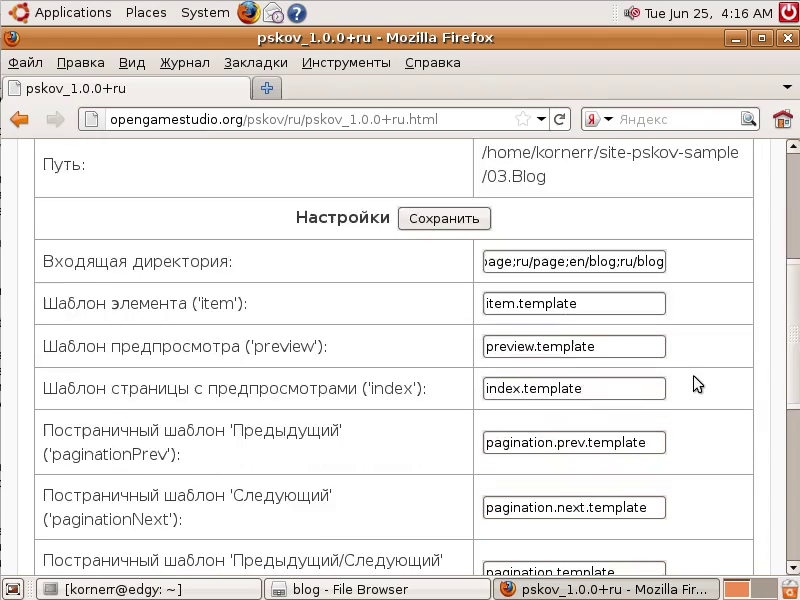 Applications Places System
Tue Jun 25, 4:16 AM
pskov_1.0.0+ru - Mozilla Firefox
Файл Правка Вид Журнал Закладки Инструменты Справка
pskov_1.0.0+ru
opengamestudio.org/pskov/ru/pskov_1.0.0+ru.html
Я Яндекс
Путь:
/home/kornerr/site-pskov-sample
/03.Blog
Настройки Сохранить
Входящая директория:
page;ru/page;en/blog;ru/blog
Шаблон элемента ('item'):
item.template
Шаблон предпросмотра ('preview'):
preview.template
Шаблон страницы с предпросмотрами ('index'):
index.template
Постраничный шаблон 'Предыдущий'
('paginationPrev'):
pagination.prev.template
Постраничный шаблон 'Следующий'
('paginationNext'):
pagination.next.template
Постраничный шаблон 'Предыдущий/Следующий'
pagination.template
[kornerr@edgy: ~]
blog - File Browser
pskov_1.0.0+ru - Mozilla Fir...